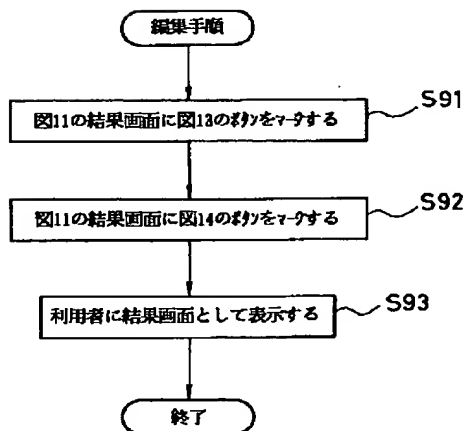 編集手順
図11の結果画面に図13のボタンをマークする
S91
図11の結果画面に図14のボタンをマークする
S92
利用者に結果画面として表示する
S93
終了